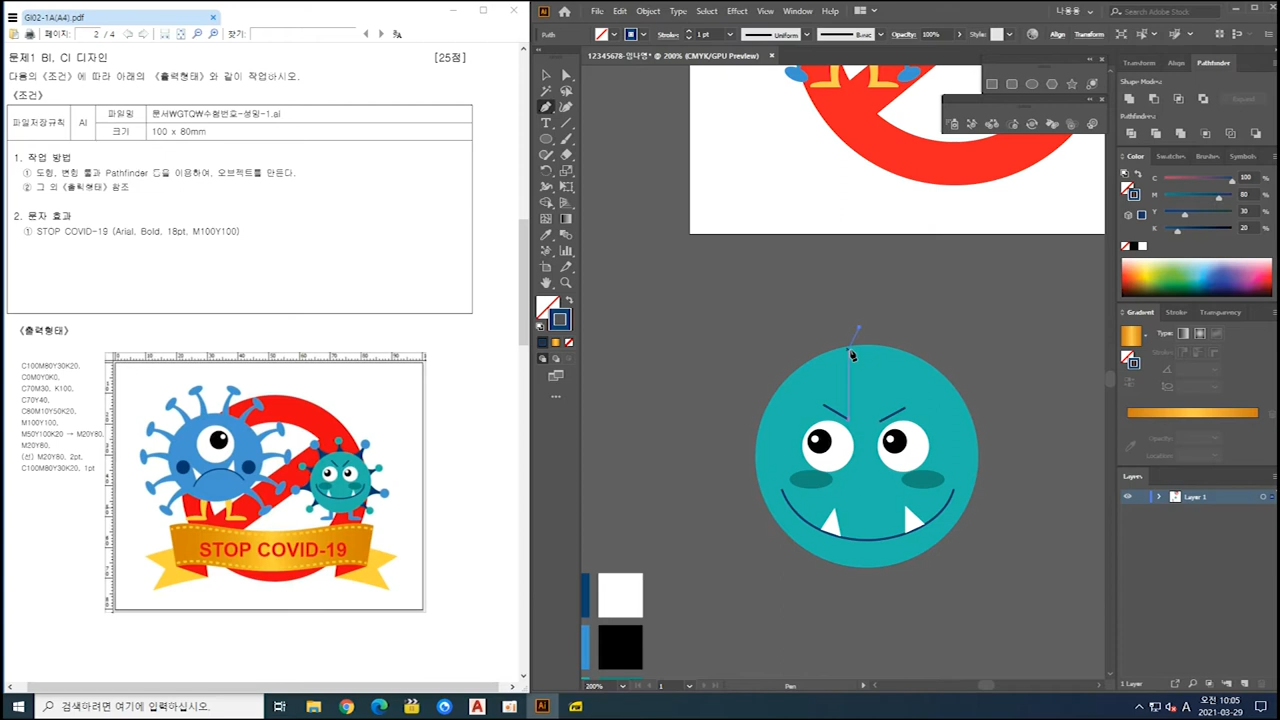 GI02-1A(A4).pdf
페이지: 2 / 4 찾기:
문제1 BI, CI 디자인 [25점]
다음의 《조건》에 따라 아래의 《출력형태》와 같이 작업하시오.
《조건》
파일저장규칙 AI 파일명 문서₩GTQ₩수험번호-성명-1.ai
크기 100 x 80mm
1. 작업 방법
① 도형, 변형 툴과 Pathfinder 등을 이용하여, 오브젝트를 만든다.
② 그 외 《출력형태》 참조
2. 문자 효과
① STOP COVID-19 (Arial, Bold, 18pt, M100Y100)
《출력형태》
C100M80Y30K20,
C0M0Y0K0,
C70M30, K100,
C70Y40,
C80M10Y50K20,
M100Y100,
M50Y100K20 → M20Y80,
M20Y80,
(선) M20Y80, 2pt,
C100M80Y30K20, 1pt
STOP COVID-19
File Edit Object Type Select Effect View Window Help
나용용
Search Adobe Stock
Path Stroke: 1 pt Uniform Basic Opacity: 100% Style: Align Transform
@ 200% (CMYK/GPU Preview)
Transform Align Pathfinder
Shape Modes:
Expand
Pathfinders:
Color Swatches Brushes Symbols
C 100 %
M 80 %
Y 30 %
K 20 %
Gradient Stroke Transparency
Type:
Stroke:
Opacity:
Location:
Layers
Layer 1
1 Layer
200% 1 Pen
검색하려면 여기에 입력하십시오.
A 오전 10:05
2021-03-29